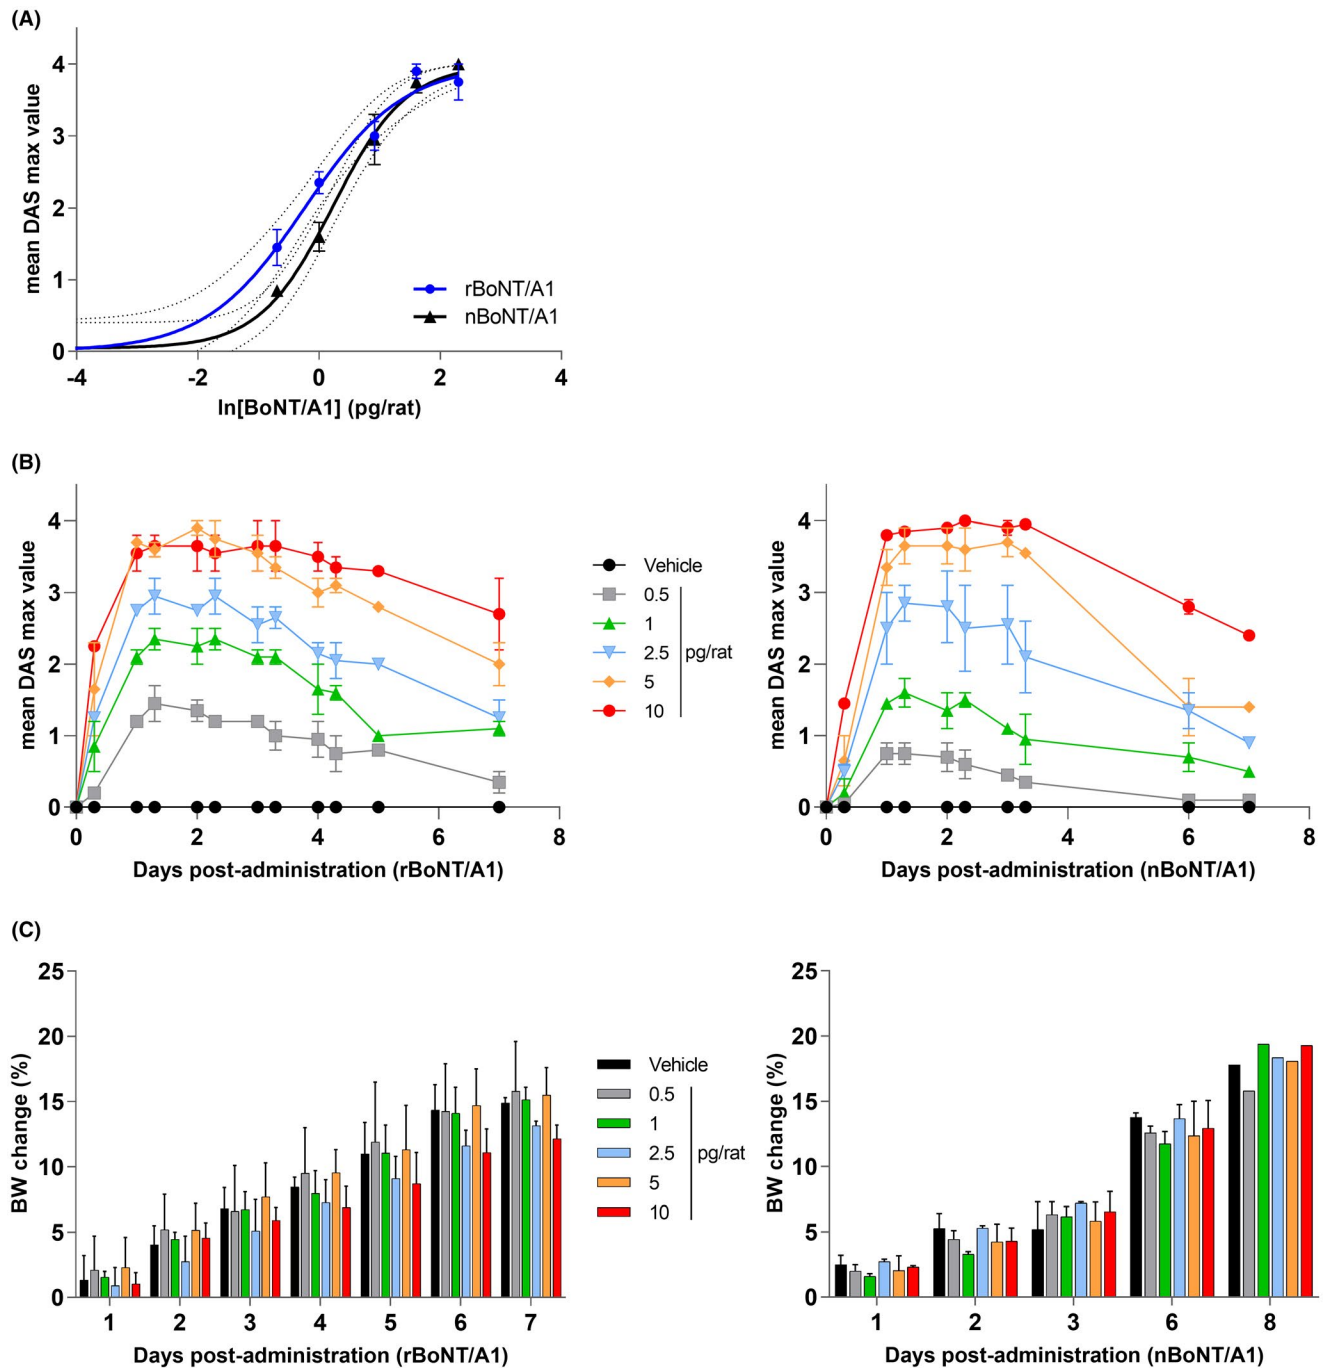 (A)
mean DAS max value
4
3
2
1
0
-4 -2 0 2 4
ln[BoNT/A1] (pg/rat)
rBoNT/A1
nBoNT/A1
(B)
mean DAS max value
4
3
2
1
0
0 2 4 6 8
Days post-administration (rBoNT/A1)
Vehicle
0.5
1
2.5 pg/rat
5
10
mean DAS max value
4
3
2
1
0
0 2 4 6 8
Days post-administration (nBoNT/A1)
(C)
BW change (%)
25
20
15
10
5
0
1 2 3 4 5 6 7
Days post-administration (rBoNT/A1)
Vehicle
0.5
1
2.5 pg/rat
5
10
BW change (%)
25
20
15
10
5
0
1 2 3 6 8
Days post-administration (nBoNT/A1)